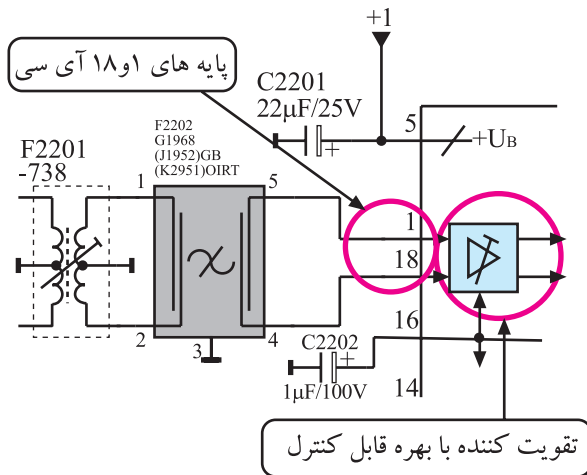 +1
پایه های ۱و۱۸ آی سی
C2201
22µF/25V
+
5
+UB
F2201
-738
F2202
G1968
(J1952)GB
(K2951)OIRT
1
5
1
18
2
3
4
C2202
+
1µF/100V
16
14
تقویت کننده با بهره قابل کنترل